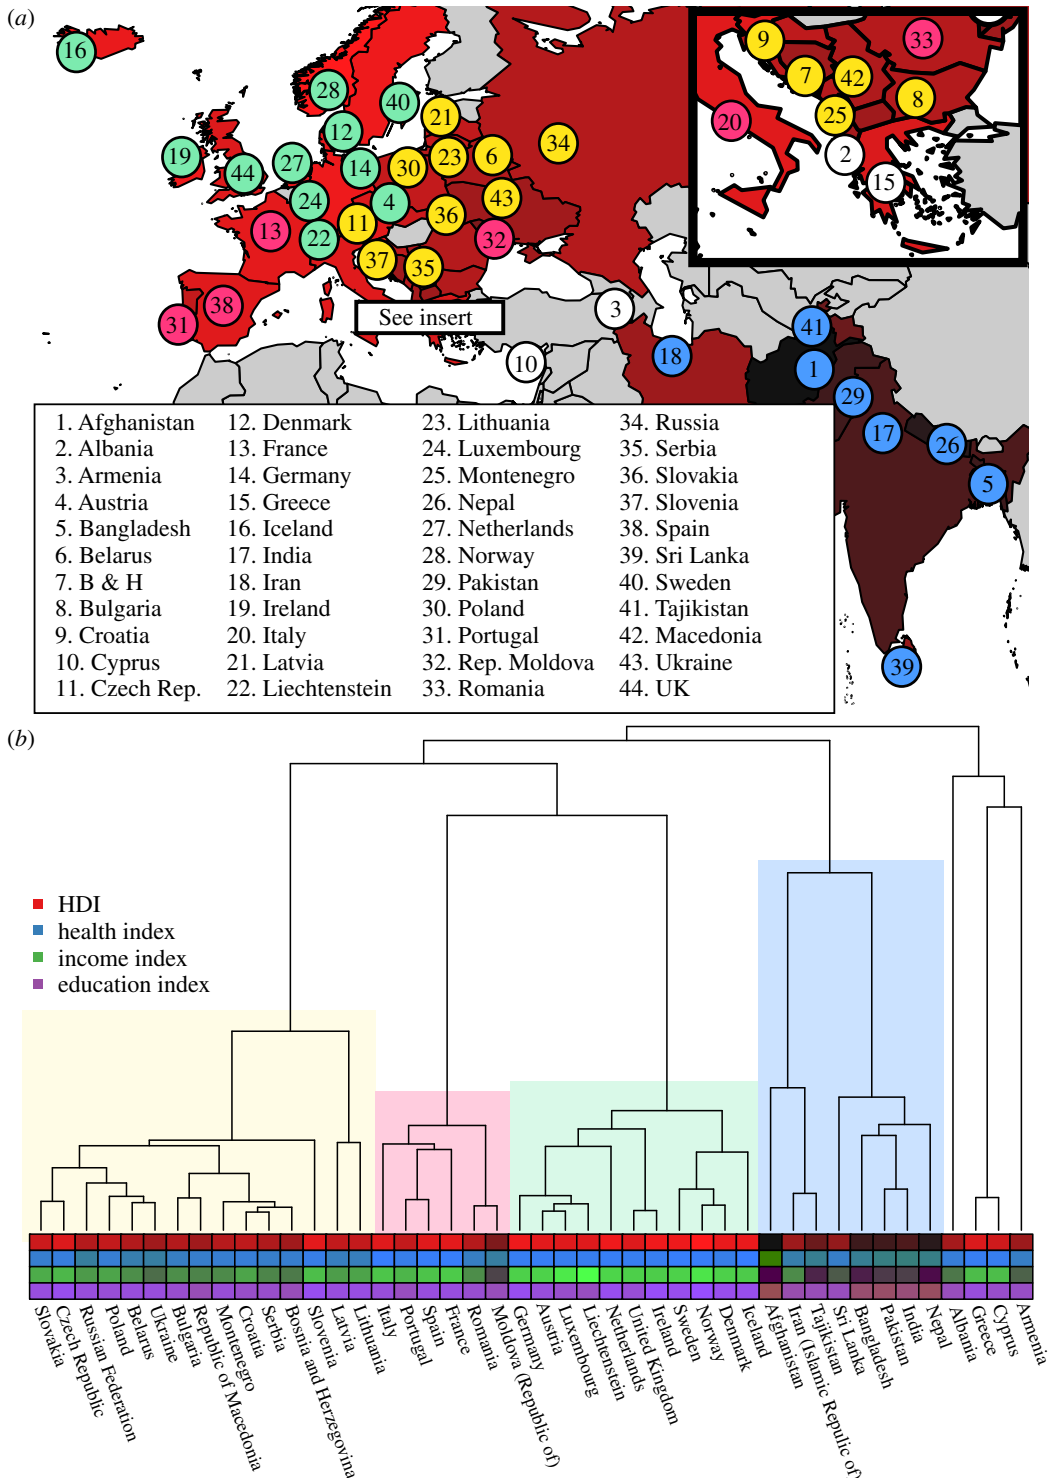 (a)
16
28
40
12
21
34
19
44
27
14
30
23
6
24
4
43
13
22
11
36
32
37
35
31
38
See insert
3
10
18
41
1
29
17
26
5
39
9
33
7
42
8
20
25
2
15
1. Afghanistan
2. Albania
3. Armenia
4. Austria
5. Bangladesh
6. Belarus
7. B & H
8. Bulgaria
9. Croatia
10. Cyprus
11. Czech Rep.
12. Denmark
13. France
14. Germany
15. Greece
16. Iceland
17. India
18. Iran
19. Ireland
20. Italy
21. Latvia
22. Liechtenstein
23. Lithuania
24. Luxembourg
25. Montenegro
26. Nepal
27. Netherlands
28. Norway
29. Pakistan
30. Poland
31. Portugal
32. Rep. Moldova
33. Romania
34. Russia
35. Serbia
36. Slovakia
37. Slovenia
38. Spain
39. Sri Lanka
40. Sweden
41. Tajikistan
42. Macedonia
43. Ukraine
44. UK
(b)
HDI
health index
income index
education index
Slovakia
Czech Republic
Russian Federation
Poland
Belarus
Ukraine
Bulgaria
Republic of Macedonia
Montenegro
Croatia
Serbia
Bosnia and Herzegovina
Slovenia
Latvia
Lithuania
Italy
Portugal
Spain
France
Romania
Moldova (Republic of)
Germany
Austria
Luxembourg
Liechenstein
Netherlands
United Kingdom
Ireland
Sweden
Norway
Denmark
Iceland
Afghanistan
Iran (Islamic Repulic of)
Tajikistan
Sri Lanka
Bangladesh
Pakistan
India
Nepal
Albania
Greece
Cyprus
Armenia